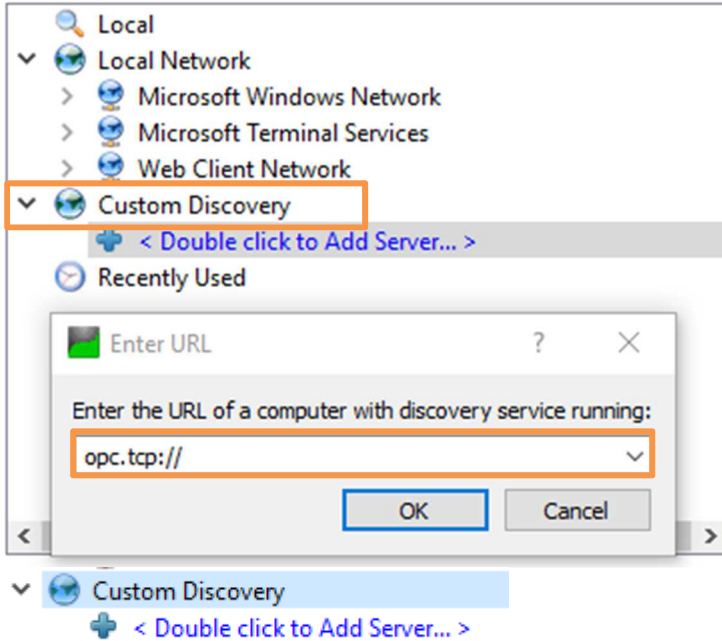 Local
Local Network
Microsoft Windows Network
Microsoft Terminal Services
Web Client Network
Custom Discovery
< Double click to Add Server... >
Recently Used
Enter URL
?
Enter the URL of a computer with discovery service running:
opc.tcp://
OK Cancel
Custom Discovery
< Double click to Add Server... >